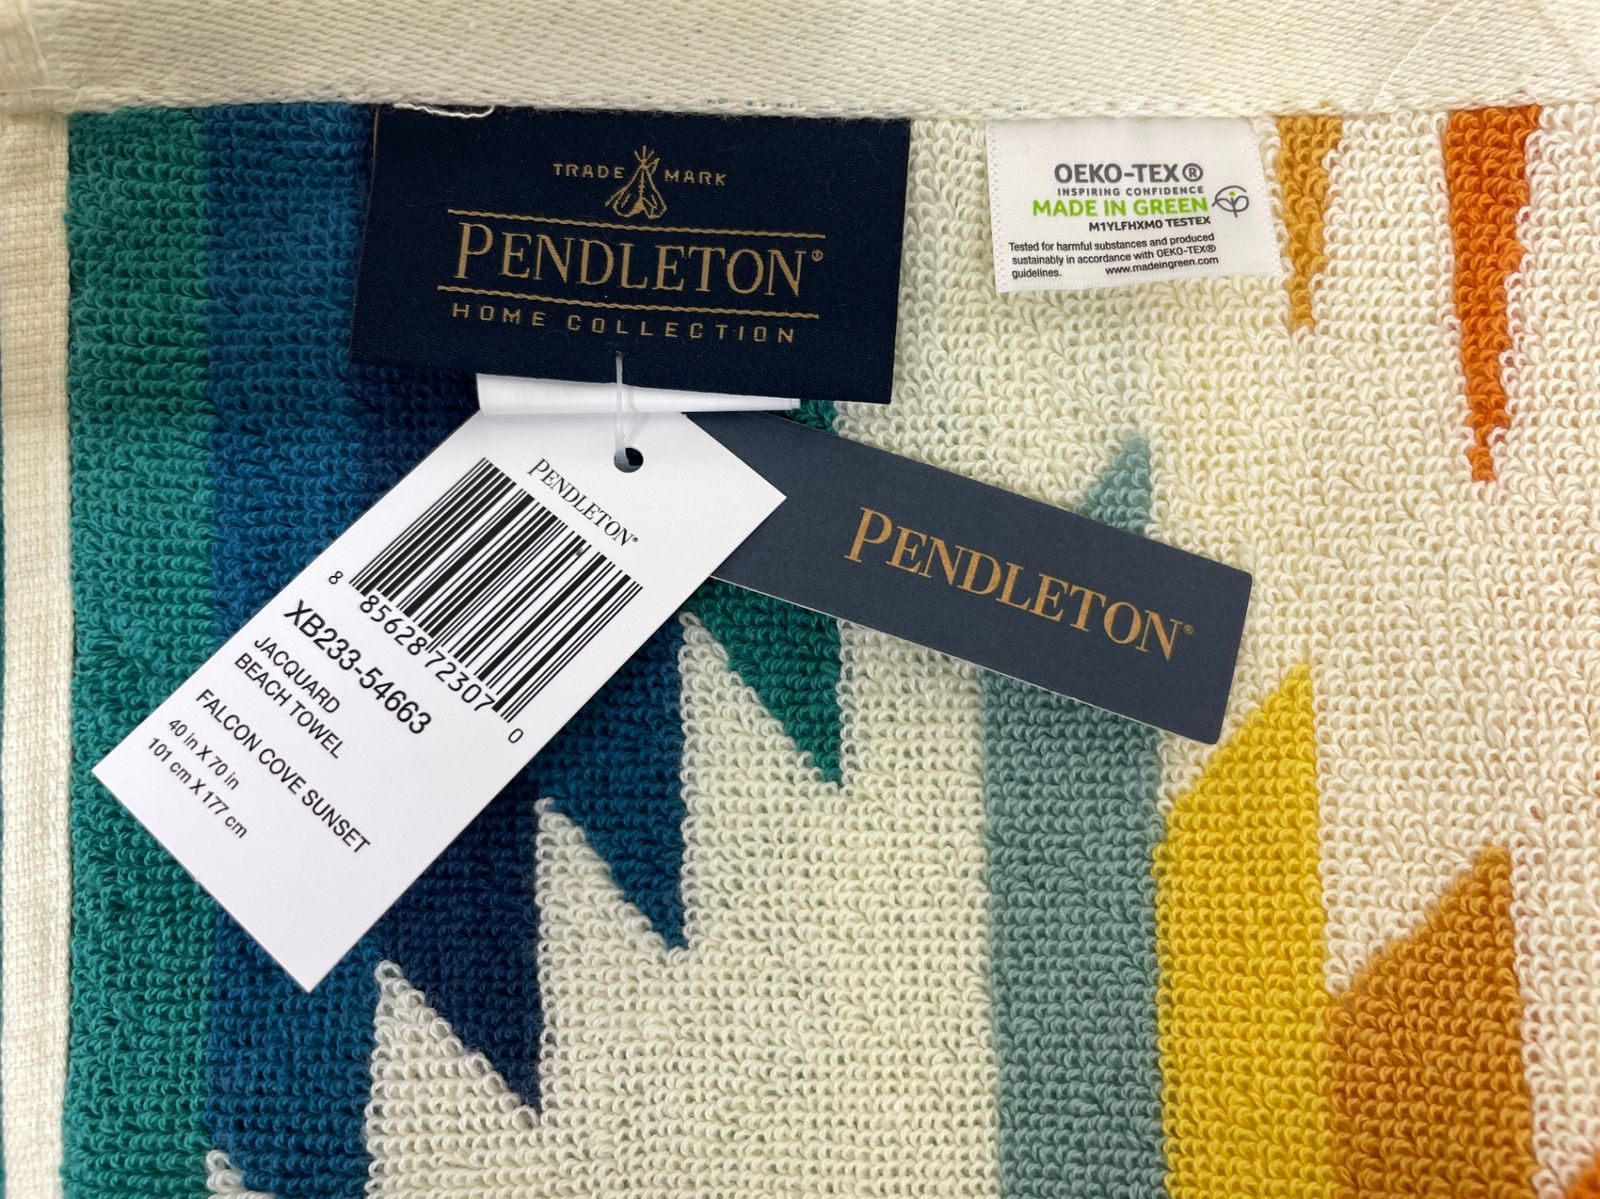 TRADE MARK
PENDLETON®
HOME COLLECTION
OEKO-TEX®
INSPIRING CONFIDENCE
MADE IN GREEN
M1YLFHXM0 TESTEX
Tested for harmful substances and produced
sustainably in accordance with OEKO-TEX®
guidelines. www.madeingreen.com
PENDLETON®
8 85628 72307 0
XB233-54663
JACQUARD
BEACH TOWEL
FALCON COVE SUNSET
40 in X 70 in
101 cm X 177 cm
PENDLETON®